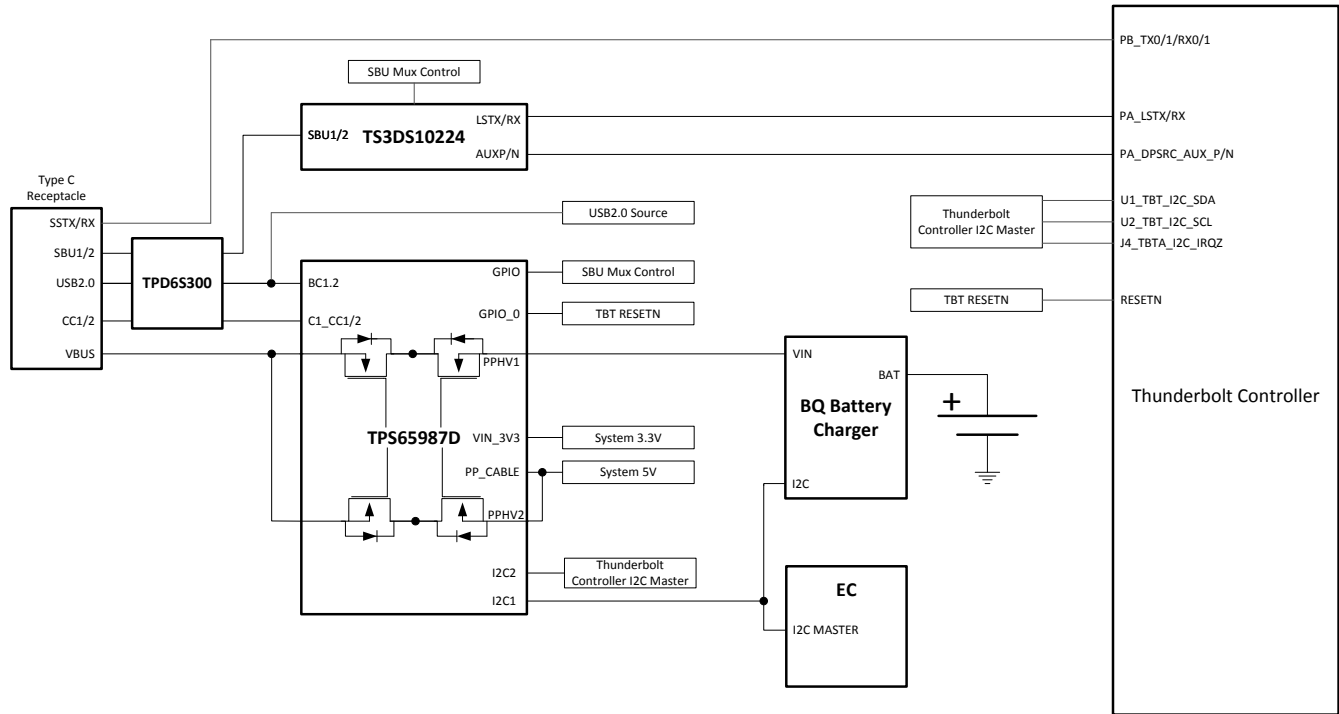 PB_TX0/1/RX0/1
SBU Mux Control
LSTX/RX
PA_LSTX/RX
SBU1/2
TS3DS10224
AUXP/N
PA_DPSRC_AUX_P/N
Type C
Receptacle
SSTX/RX
SBU1/2
USB2.0
CC1/2
VBUS
TPD6S300
USB2.0 Source
Thunderbolt
Controller I2C Master
U1_TBT_I2C_SDA
U2_TBT_I2C_SCL
J4_TBTA_I2C_IRQZ
TBT RESETN
RESETN
Thunderbolt Controller
BC1.2
C1_CC1/2
GPIO
SBU Mux Control
GPIO_0
TBT RESETN
PPHV1
TPS65987D
VIN_3V3
System 3.3V
PP_CABLE
System 5V
PPHV2
I2C2
Thunderbolt
Controller I2C Master
I2C1
VIN
BAT
BQ Battery
Charger
I2C
+
EC
I2C MASTER